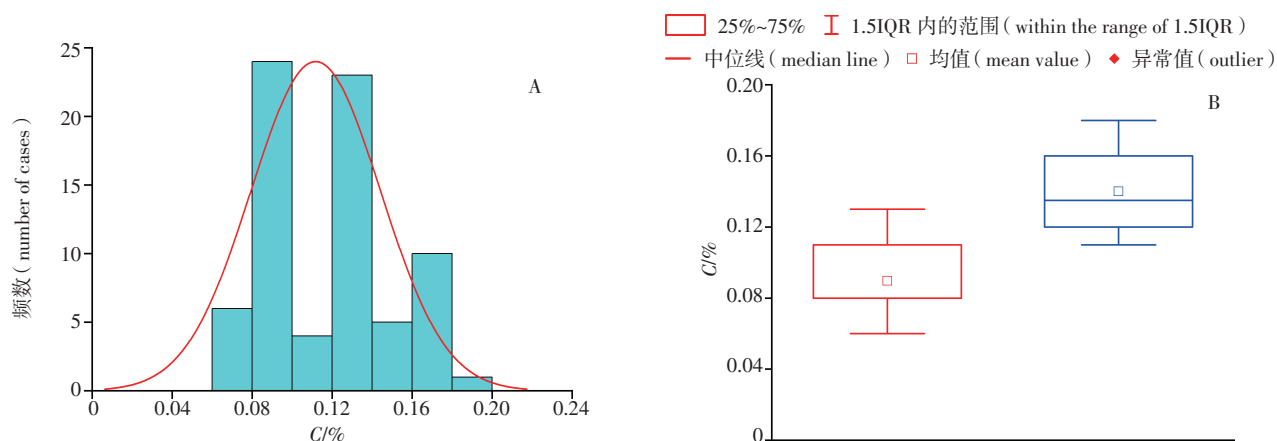 25%~75% 1.5IQR 内的范围 ( within the range of 1.5IQR )
中位线 ( median line ) 均值 ( mean value ) 异常值 ( outlier )
A
频数 ( number of cases )
25
20
15
10
5
0
0 0.04 0.08 0.12 0.16 0.20 0.24
C/%
B
C/%
0.20
0.16
0.12
0.08
0.04
0